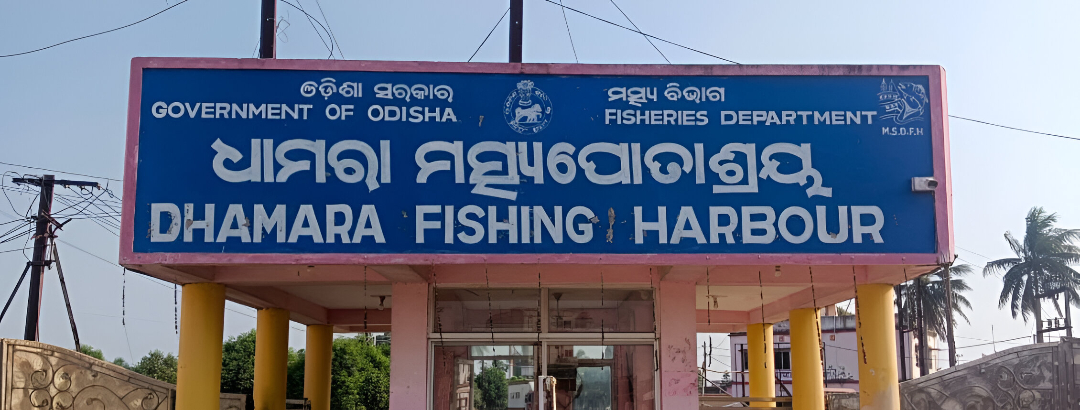 ଓଡ଼ିଶା ସରକାର ମତ୍ସ୍ୟ ବିଭାଗ
GOVERNMENT OF ODISHA FISHERIES DEPARTMENT
M.S.D.F.H
ଧାମରା ମତ୍ସ୍ୟପୋତାଶ୍ରୟ
DHAMARA FISHING HARBOUR